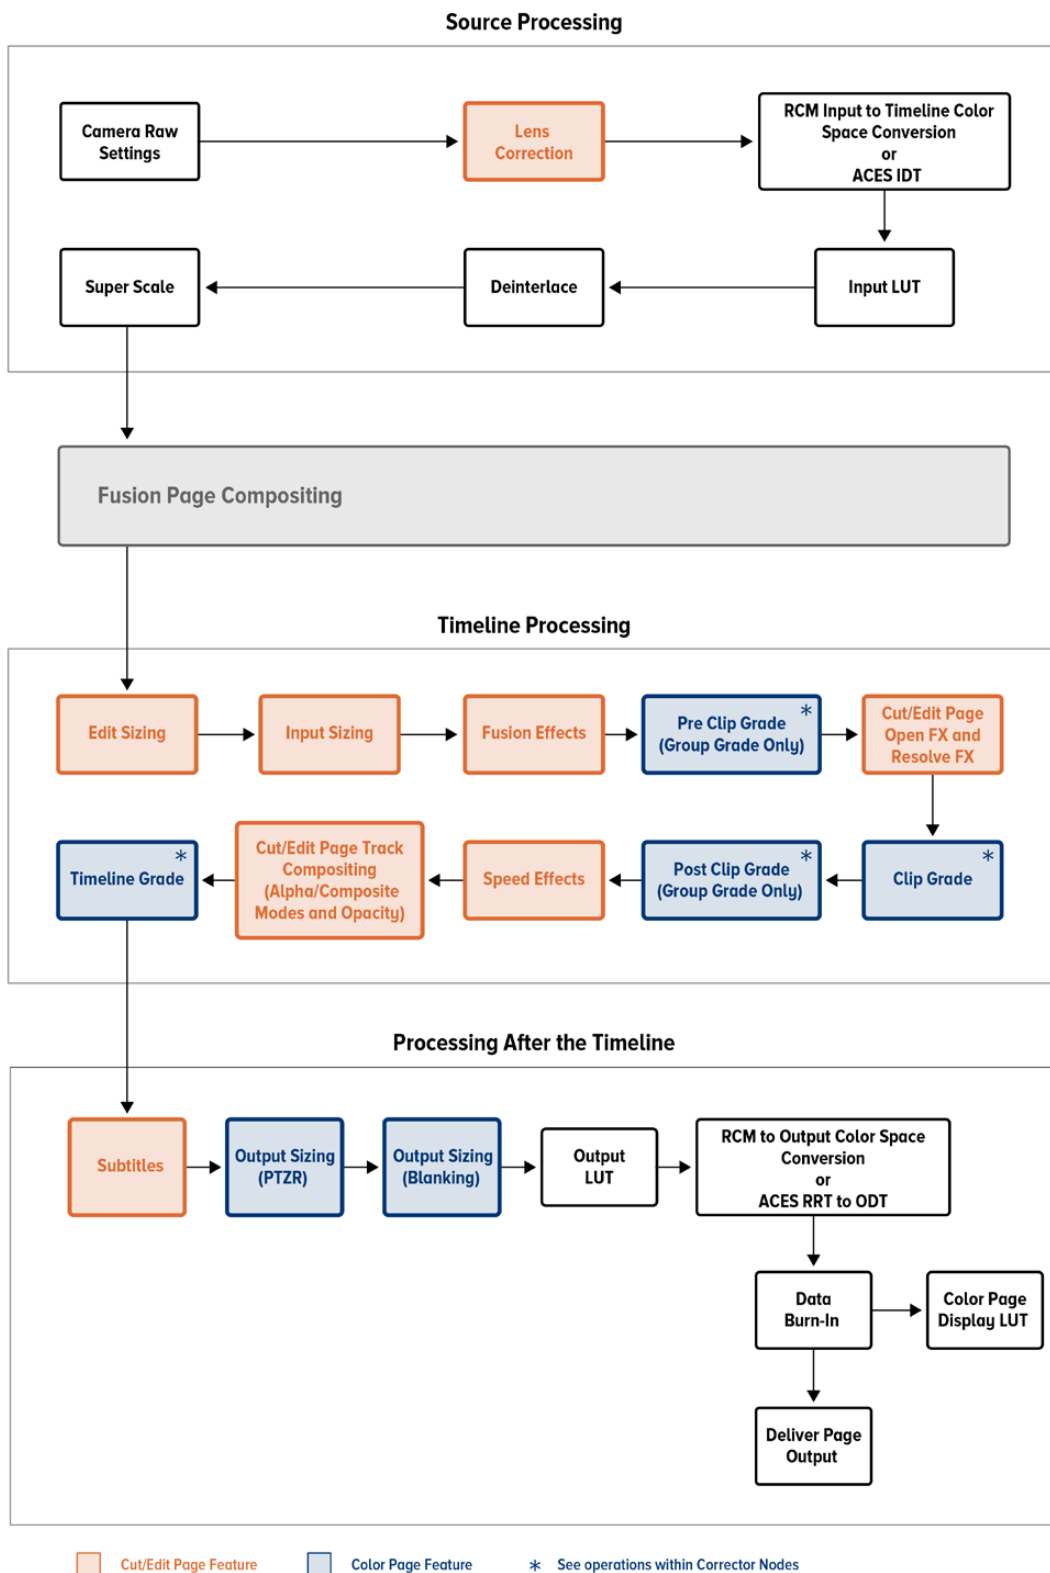 Source Processing
Camera Raw
Settings
Lens
Correction
RCM Input to Timeline Color
Space Conversion
or
ACES IDT
Super Scale
Deinterlace
Input LUT
Fusion Page Compositing
Timeline Processing
Edit Sizing
Input Sizing
Fusion Effects
Pre Clip Grade
(Group Grade Only)
*
Cut/Edit Page
Open FX and
Resolve FX
Timeline Grade
*
Cut/Edit Page Track
Compositing
(Alpha/Composite
Modes and Opacity)
Speed Effects
Post Clip Grade
(Group Grade Only)
*
Clip Grade
*
Processing After the Timeline
Subtitles
Output Sizing
(PTZR)
Output Sizing
(Blanking)
Output
LUT
RCM to Output Color Space
Conversion
or
ACES RRT to ODT
Data
Burn-In
Color Page
Display LUT
Deliver Page
Output
Cut/Edit Page Feature
Color Page Feature
* See operations within Corrector Nodes